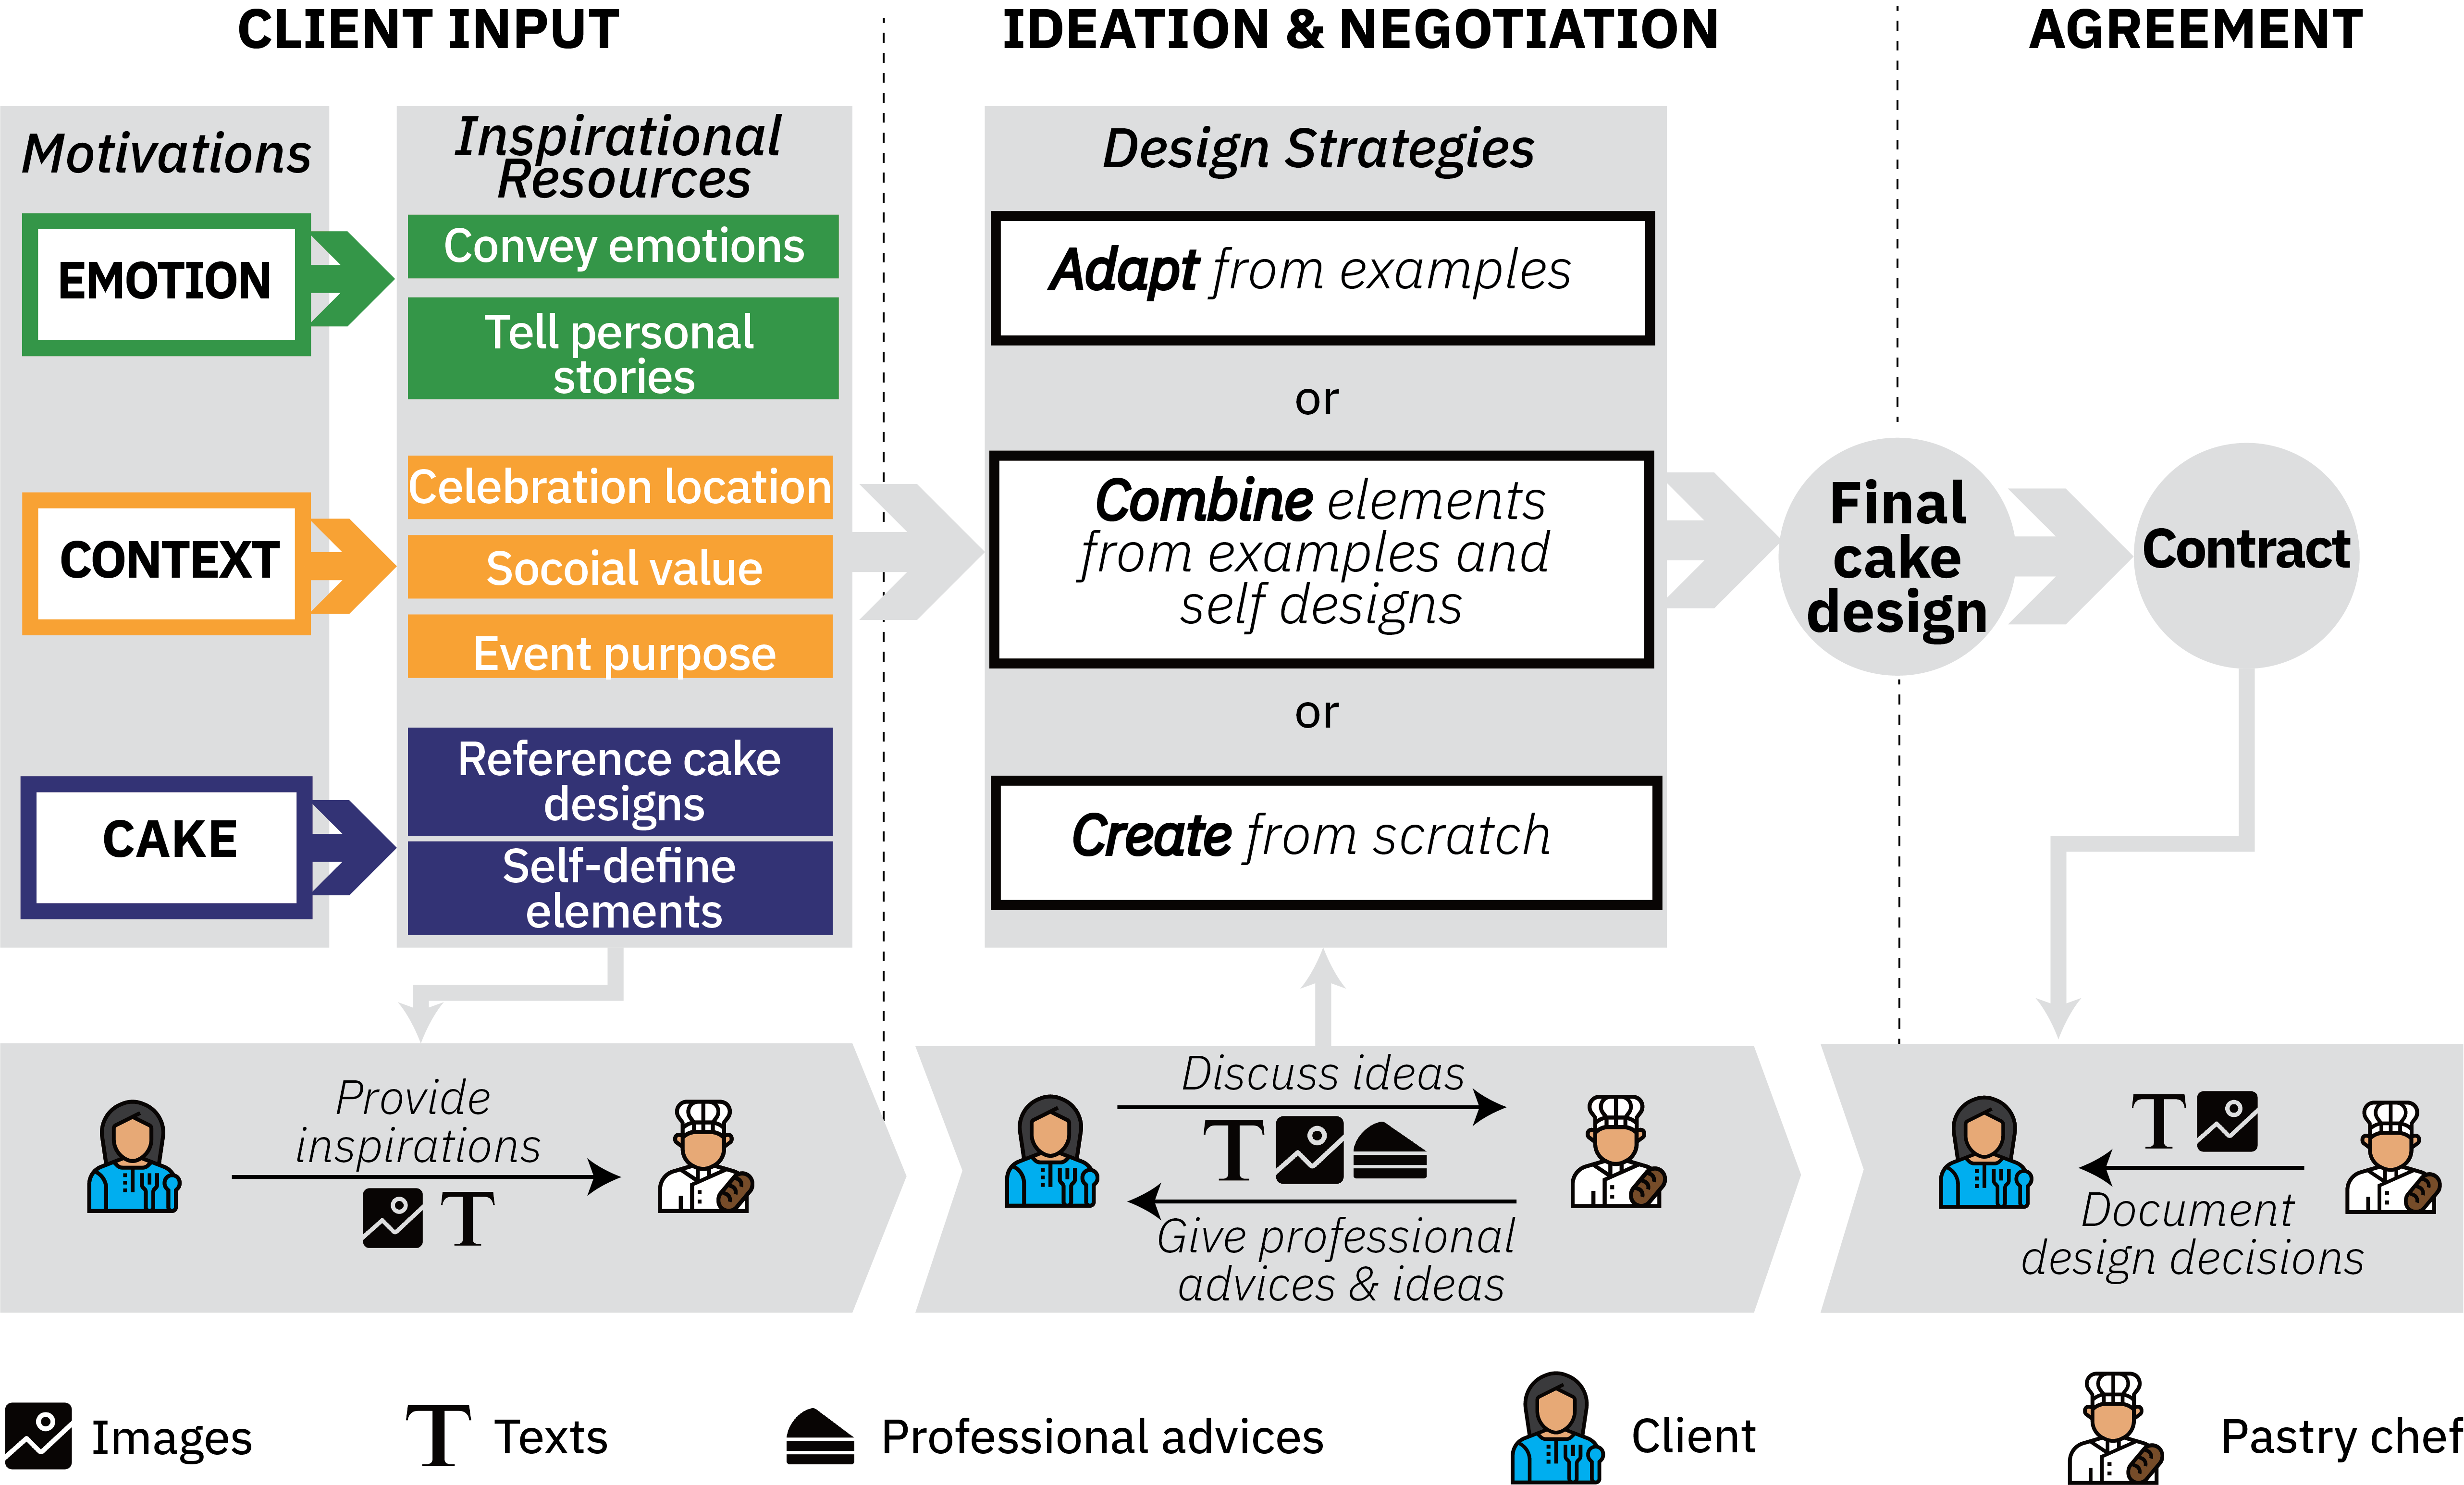 CLIENT INPUT
IDEATION & NEGOTIATION
AGREEMENT
Motivations
EMOTION
CONTEXT
CAKE
Inspirational
Resources
Convey emotions
Tell personal
stories
Celebration location
Socoial value
Event purpose
Reference cake
designs
Self-define
elements
Design Strategies
Adapt from examples
or
Combine elements
from examples and
self designs
or
Create from scratch
Final
cake
design
Contract
Provide
inspirations
T
Discuss ideas
T
Give professional
advices & ideas
T
Document
design decisions
Images
T Texts
Professional advices
Client
Pastry chef